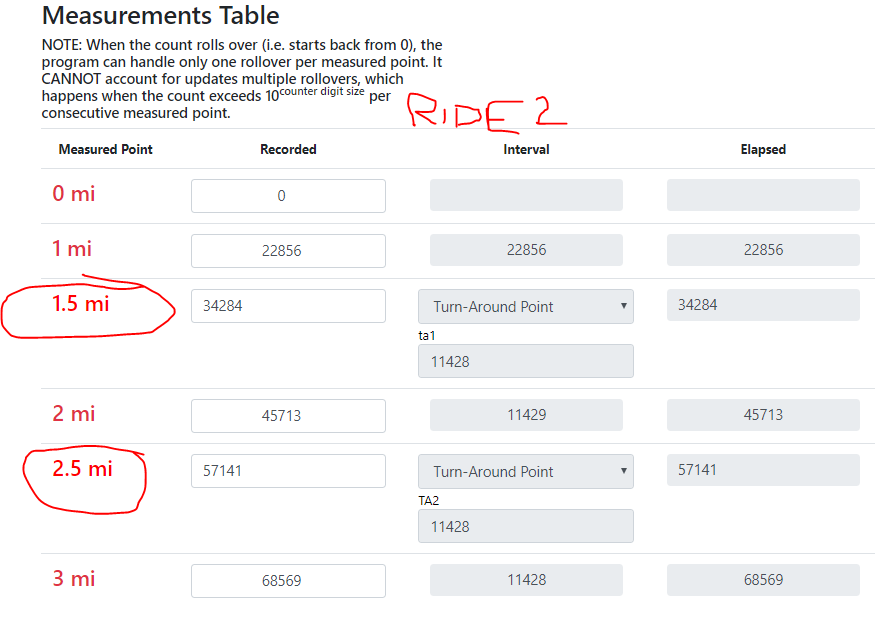 Measurements Table
NOTE: When the count rolls over (i.e. starts back from 0), the
program can handle only one rollover per measured point. It
CANNOT account for updates multiple rollovers, which
happens when the count exceeds 10^counter digit size per
consecutive measured point.
RIDE 2
Measured Point Recorded Interval Elapsed
0 mi 0
1 mi 22856 22856 22856
1.5 mi 34284 Turn-Around Point 34284
ta1
11428
2 mi 45713 11429 45713
2.5 mi 57141 Turn-Around Point 57141
TA2
11428
3 mi 68569 11428 68569